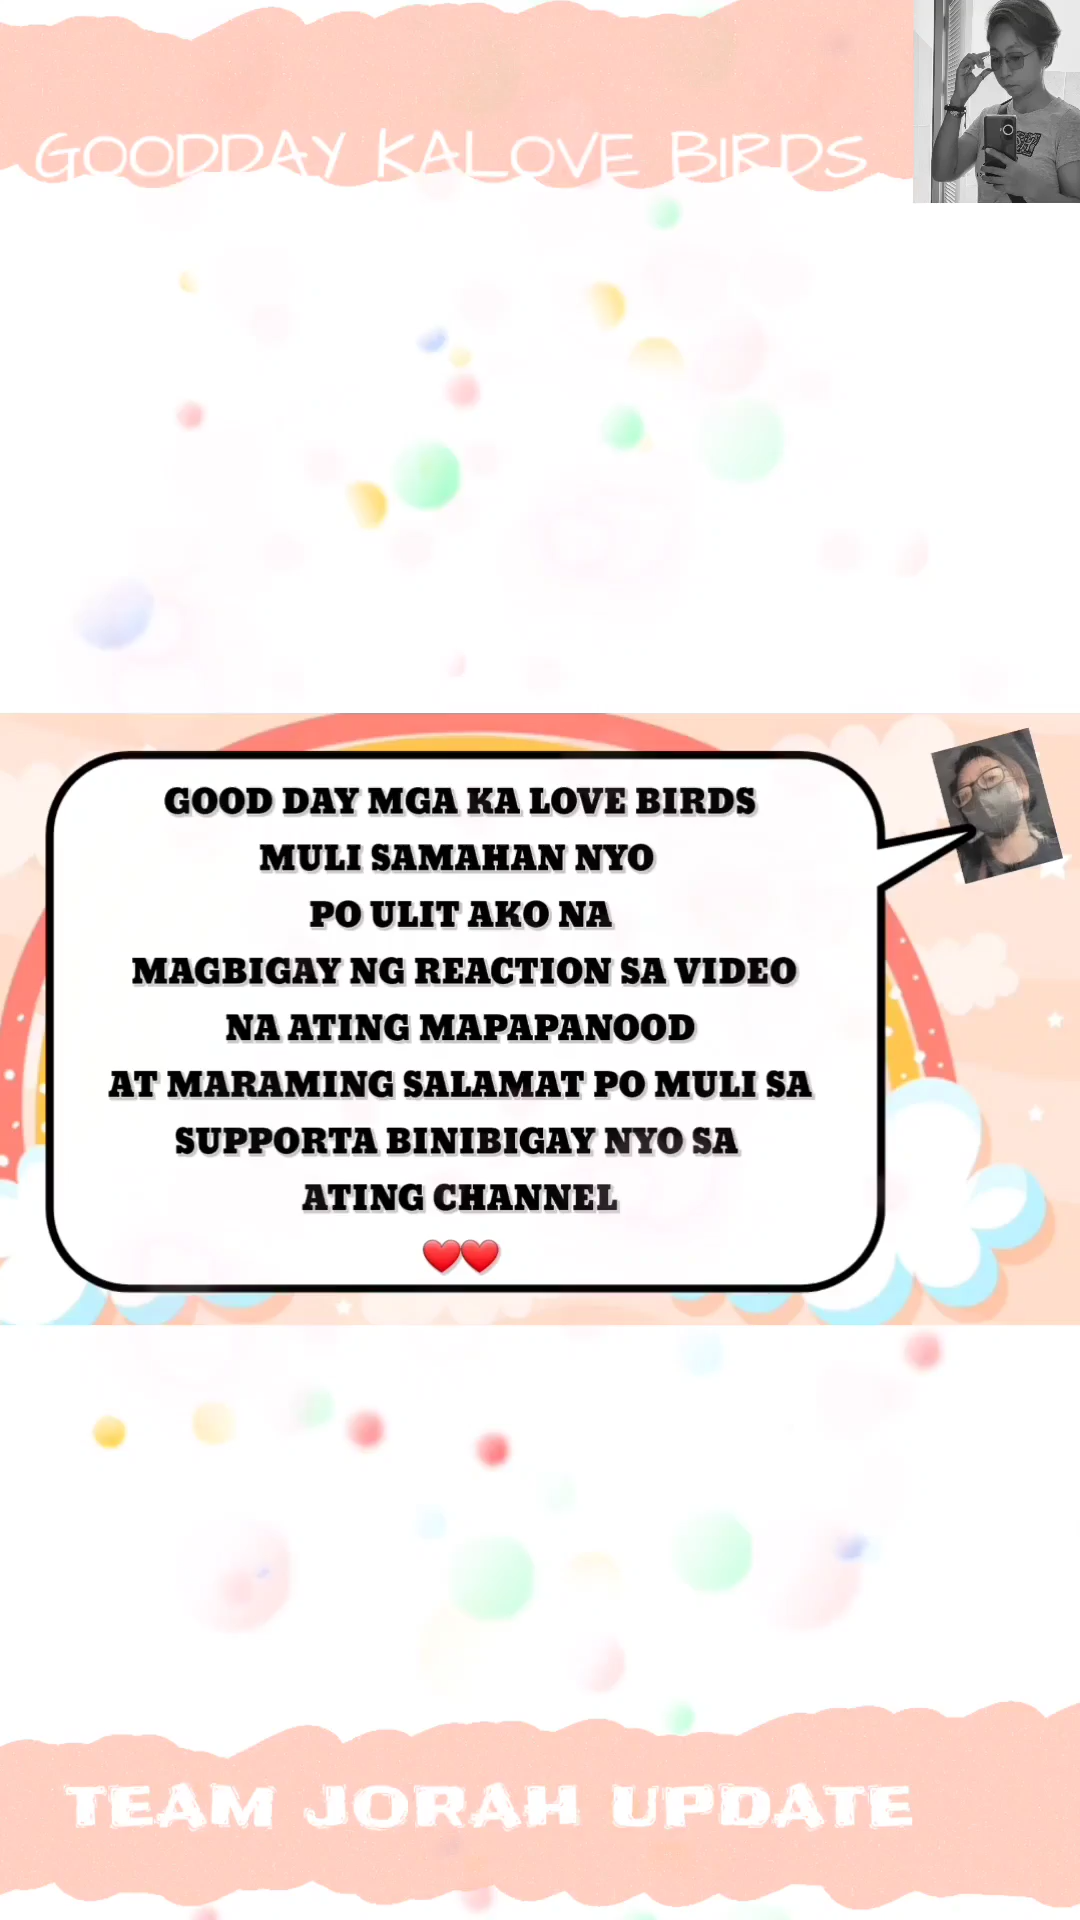 GOODDAY KALOVE BIRDS
GOOD DAY MGA KA LOVE BIRDS
MULI SAMAHAN NYO
PO ULIT AKO NA
MAGBIGAY NG REACTION SA VIDEO
NA ATING MAPAPANOOD
AT MARAMING SALAMAT PO MULI SA
SUPPORTA BINIBIGAY NYO SA
ATING CHANNEL
❤️❤️
TEAM JORAH UPDATE